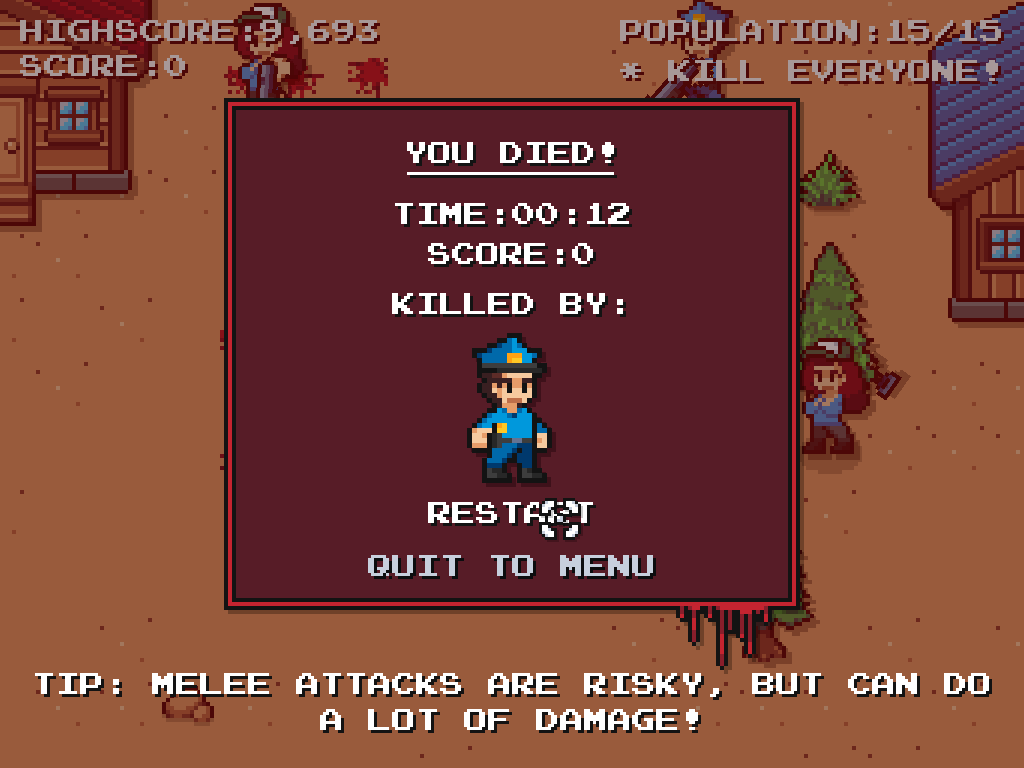 HIGHSCORE:9,693
SCORE:0
POPULATION:15/15
* KILL EVERYONE!
YOU DIED!
TIME:00:12
SCORE:0
KILLED BY:
RESTART
QUIT TO MENU
TIP: MELEE ATTACKS ARE RISKY, BUT CAN DO
A LOT OF DAMAGE!